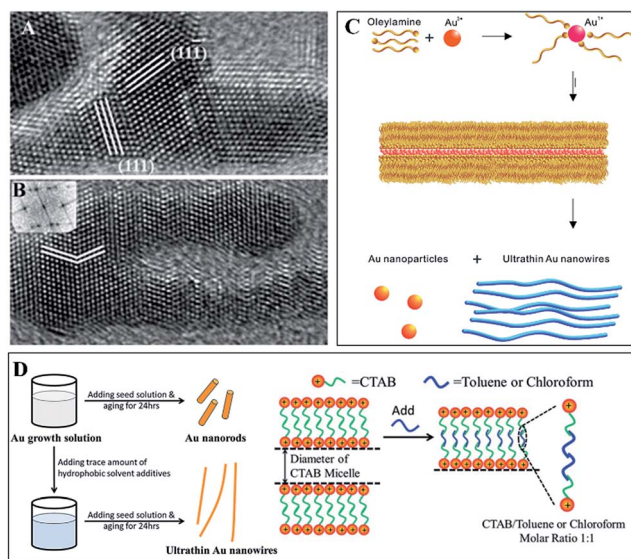 A
(111)
(111)
B
C
Oleylamine
Au³⁺
+
Au¹⁺
Au nanoparticles + Ultrathin Au nanowires
D
Au growth solution
Adding seed solution &
aging for 24hrs
Au nanorods
Adding trace amount of
hydrophobic solvent additives
Adding seed solution &
aging for 24hrs
Ultrathin Au nanowires
=CTAB
=Toluene or Chloroform
Add
Diameter of
CTAB Micelle
CTAB/Toluene or Chloroform
Molar Ratio 1:1